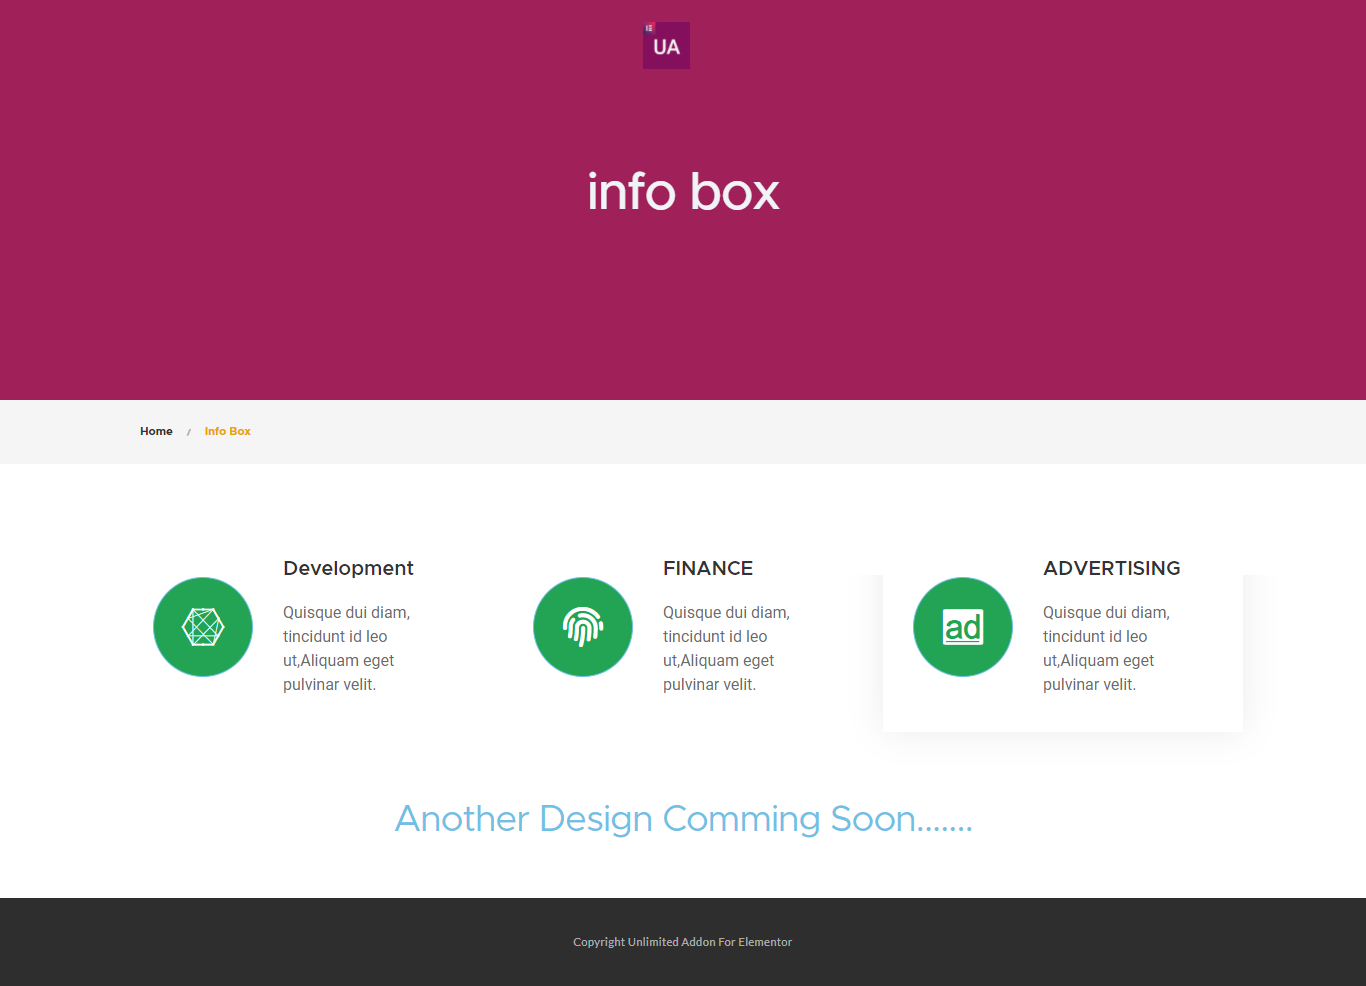 UA
info box
Home / Info Box
Development
Quisque dui diam,
tincidunt id leo
ut,Aliquam eget
pulvinar velit.
FINANCE
Quisque dui diam,
tincidunt id leo
ut,Aliquam eget
pulvinar velit.
ad
ADVERTISING
Quisque dui diam,
tincidunt id leo
ut,Aliquam eget
pulvinar velit.
Another Design Comming Soon.......
Copyright Unlimited Addon For Elementor